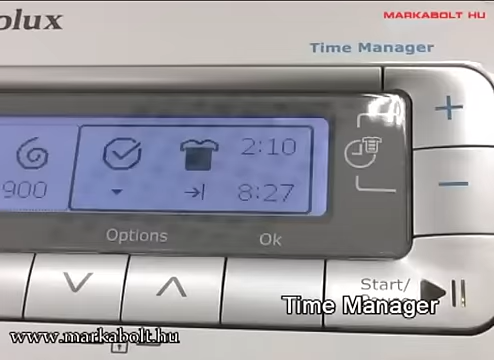 olux
MARKABOLT HU
Time Manager
2:10
900
8:27
Options
Ok
Start/
Time Manager
www.markabolt.hu